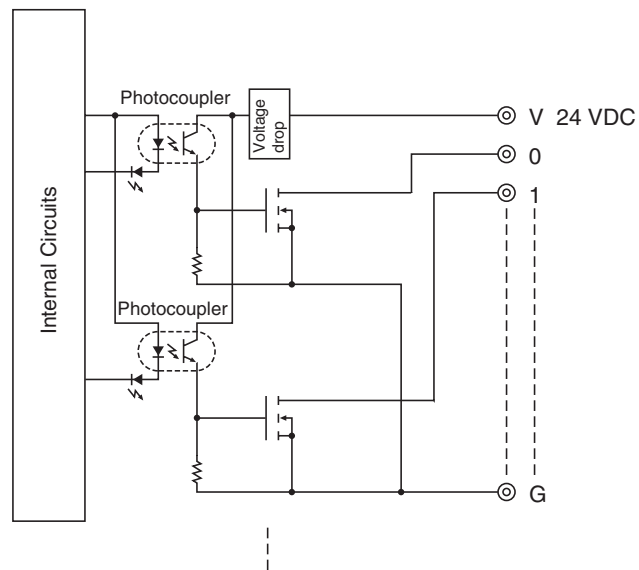 Internal Circuits
Photocoupler
Voltage
drop
V 24 VDC
0
1
Photocoupler
G